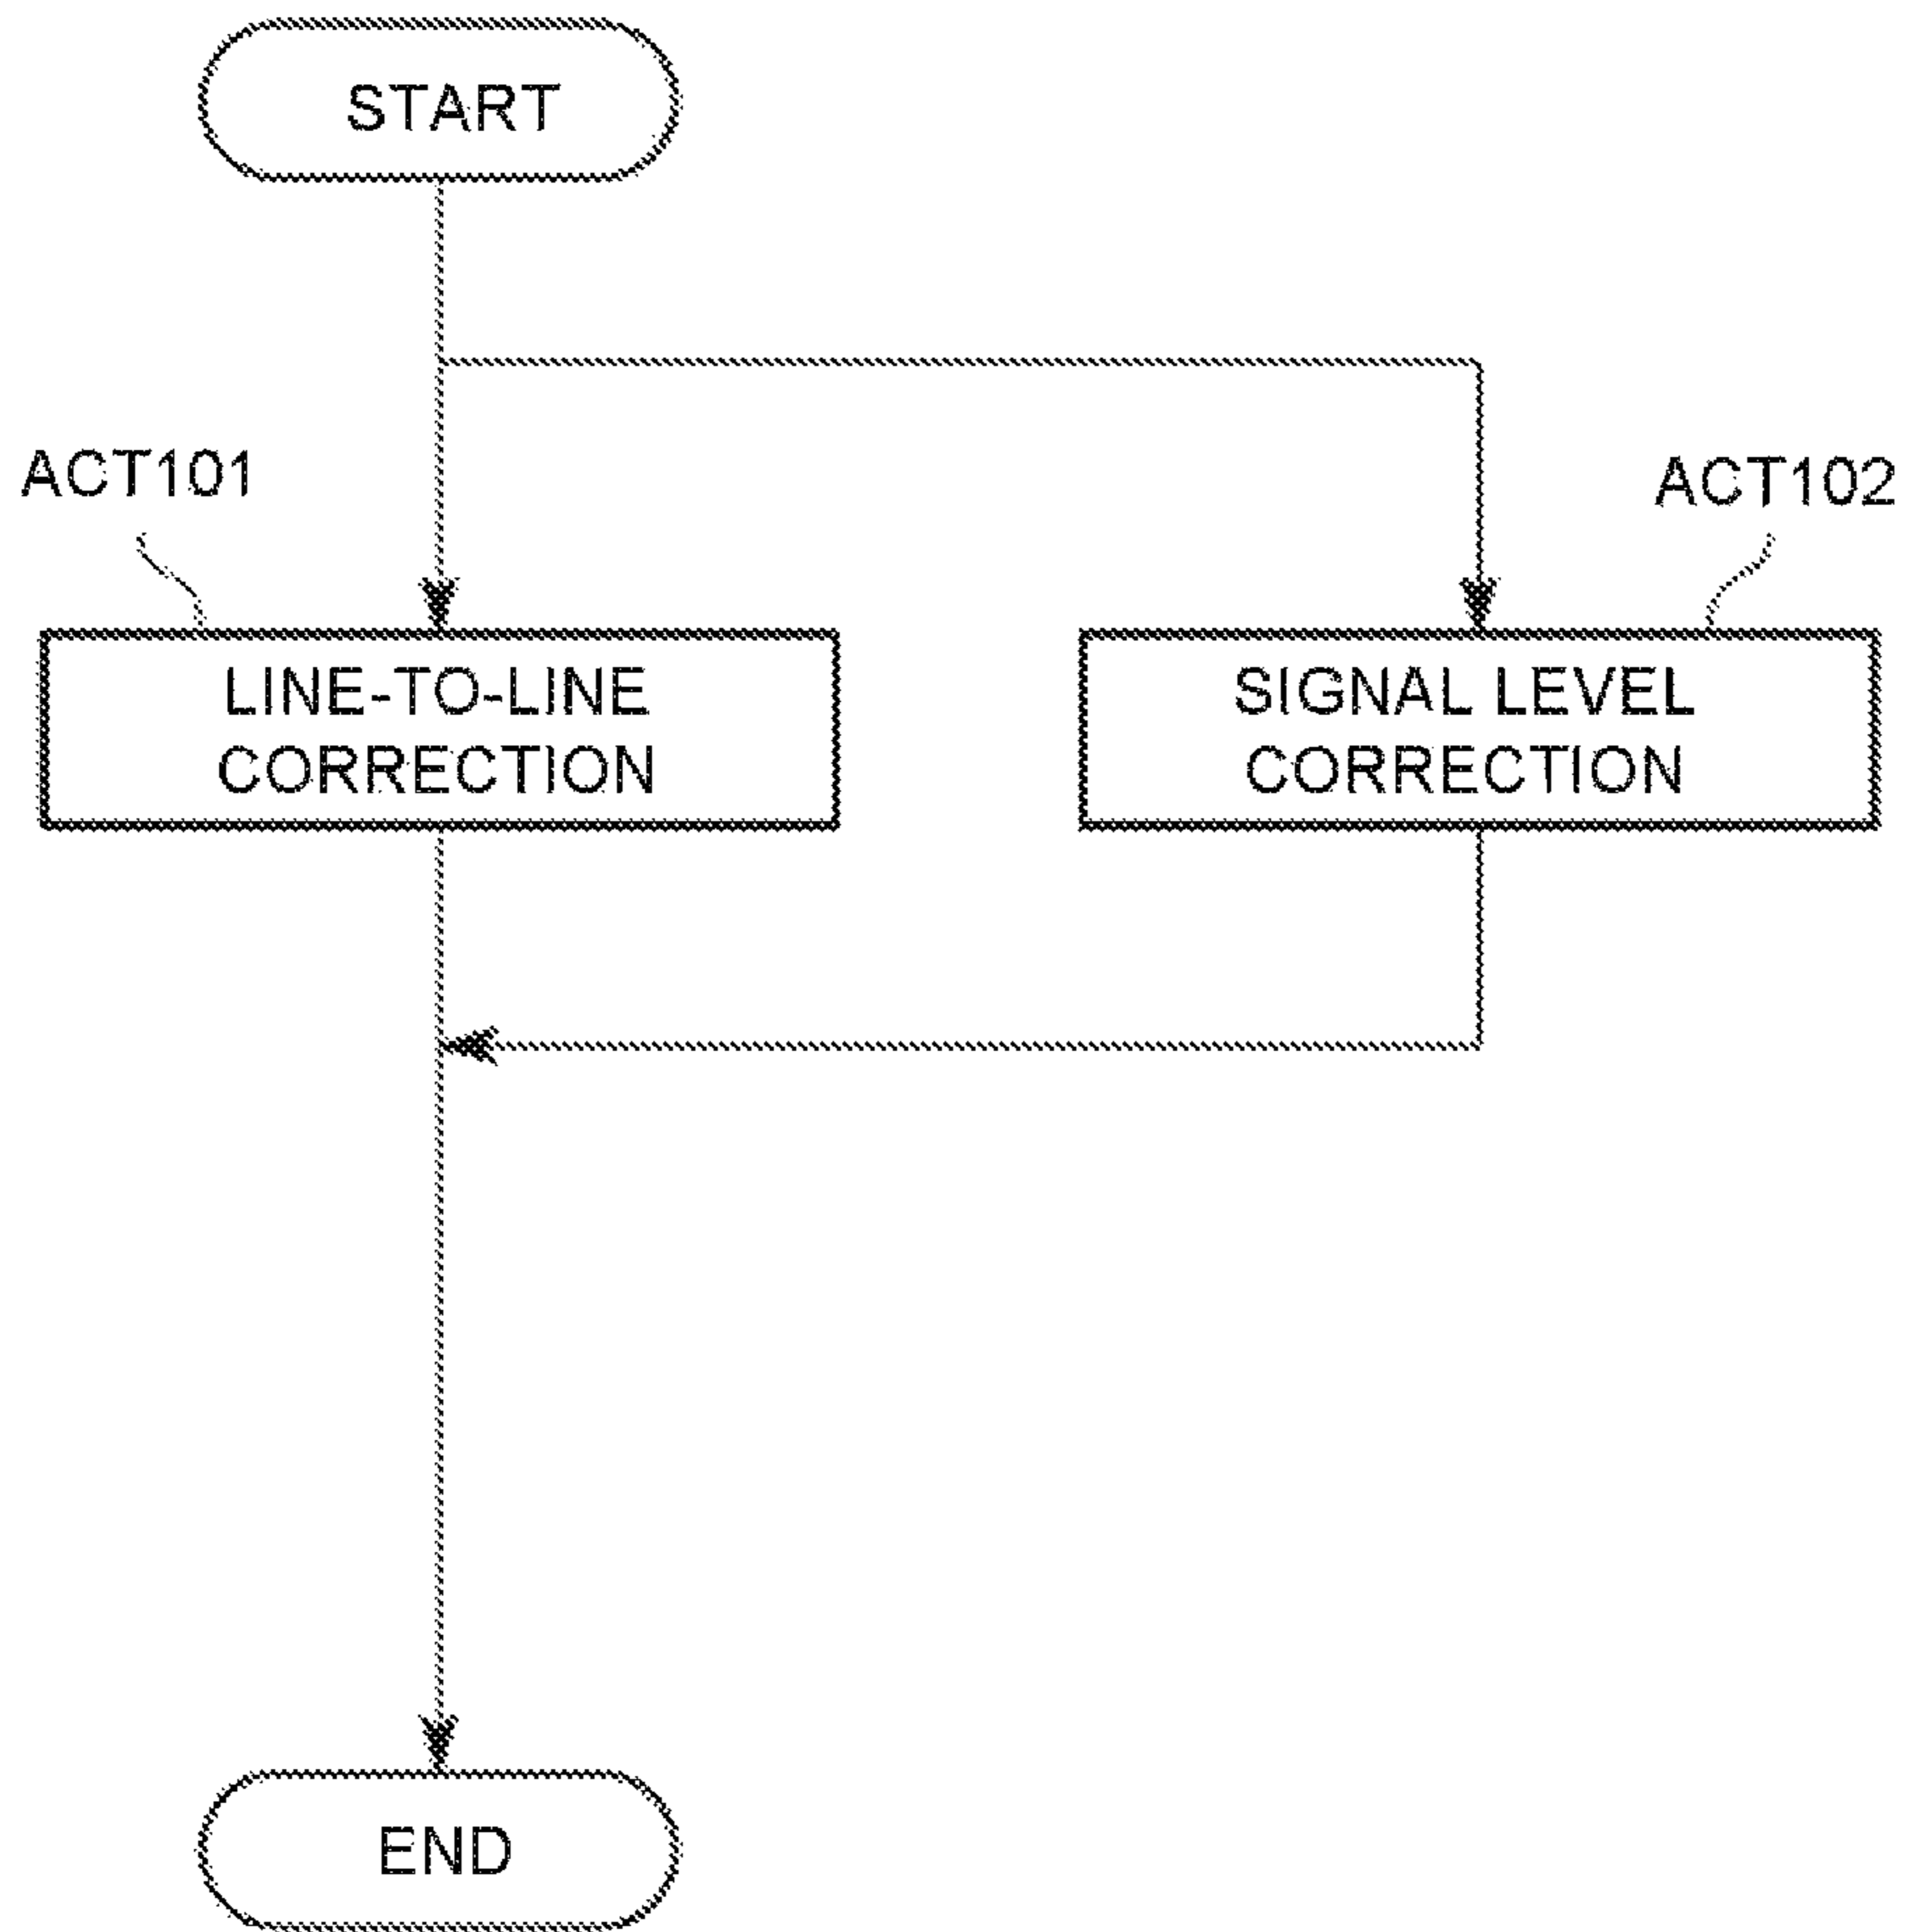 START
ACT101
ACT102
LINE-TO-LINE
CORRECTION
SIGNAL LEVEL
CORRECTION
END